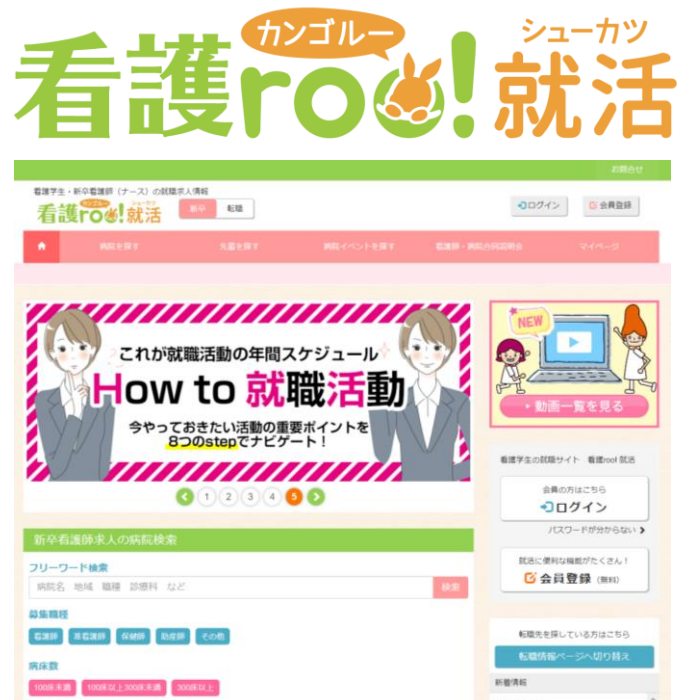 カンゴルー
シューカツ
看護roo!就活
お問合せ
看護学生・新卒看護師(ナース)の就職求人情報
カンゴルー
シューカツ
看護roo!就活
新卒 転職
ログイン
会員登録
病院を探す 先輩を探す 病院イベントを探す 看護師・病院合同説明会 マイページ
これが就職活動の年間スケジュール
How to 就職活動
今やっておきたい活動の重要ポイントを
8つのstepでナビゲート!
1 2 3 4 5
NEW
動画一覧を見る
看護学生の就職サイト 看護roo! 就活
会員の方はこちら
ログイン
パスワードが分からない
就活に便利な機能がたくさん!
会員登録(無料)
転職先を探している方はこちら
転職情報ページへ切り替え
新着情報
新卒看護師求人の病院検索
フリーワード検索
病院名 地域 職種 診療科 など
検索
募集職種
看護師 准看護師 保健師 助産師 その他
病床数
100床未満 100床以上300床未満 300床以上